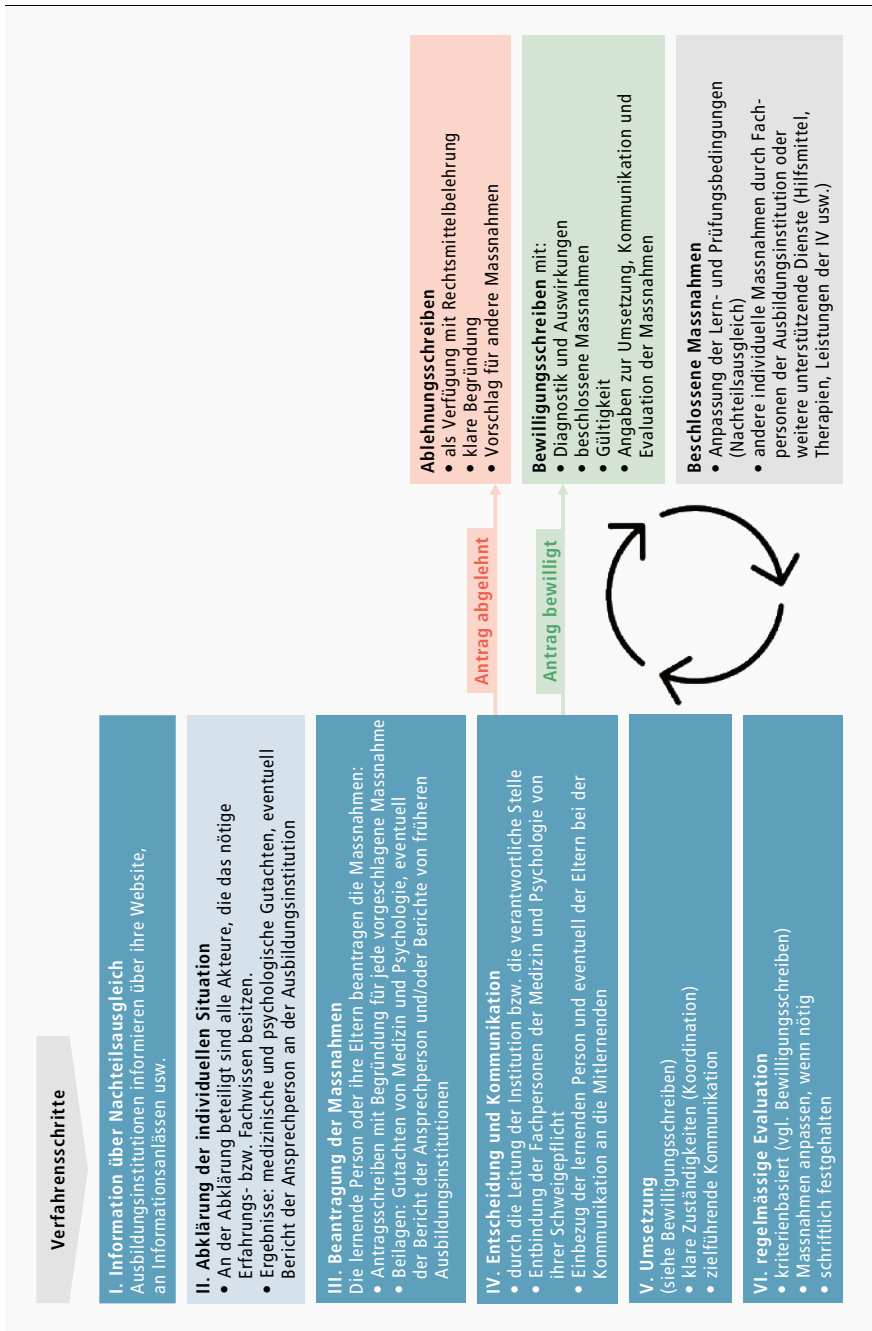 Verfahrensschritte
I. Information über Nachteilsausgleich
Ausbildungsinstitutionen informieren über ihre Website,
an Informationsanlässen usw.
II. Abklärung der individuellen Situation
• An der Abklärung beteiligt sind alle Akteure, die das nötige
Erfahrungs- bzw. Fachwissen besitzen.
• Ergebnisse: medizinische und psychologische Gutachten, eventuell
Bericht der Ansprechperson an der Ausbildungsinstitution
III. Beantragung der Massnahmen
Die lernende Person oder ihre Eltern beantragen die Massnahmen:
• Antragsschreiben mit Begründung für jede vorgeschlagene Massnahme
• Beilagen: Gutachten von Medizin und Psychologie, eventuell
der Bericht der Ansprechperson und/oder Berichte von früheren
Ausbildungsinstitutionen
IV. Entscheidung und Kommunikation
• durch die Leitung der Institution bzw. die verantwortliche Stelle
• Entbindung der Fachpersonen der Medizin und Psychologie von
ihrer Schweigepflicht
• Einbezug der lernenden Person und eventuell der Eltern bei der
Kommunikation an die Mitlernenden
V. Umsetzung
(siehe Bewilligungsschreiben)
• klare Zuständigkeiten (Koordination)
• zielführende Kommunikation
VI. regelmässige Evaluation
• kriterienbasiert (vgl. Bewilligungsschreiben)
• Massnahmen anpassen, wenn nötig
• schriftlich festgehalten
Antrag abgelehnt
Antrag bewilligt
Ablehnungsschreiben
• als Verfügung mit Rechtsmittelbelehrung
• klare Begründung
• Vorschlag für andere Massnahmen
Bewilligungsschreiben mit:
• Diagnostik und Auswirkungen
• beschlossene Massnahmen
• Gültigkeit
• Angaben zur Umsetzung, Kommunikation und
Evaluation der Massnahmen
Beschlossene Massnahmen
• Anpassung der Lern- und Prüfungsbedingungen
(Nachteilsausgleich)
• andere individuelle Massnahmen durch Fach-
personen der Ausbildungsinstitution oder
weitere unterstützende Dienste (Hilfsmittel,
Therapien, Leistungen der IV usw.)